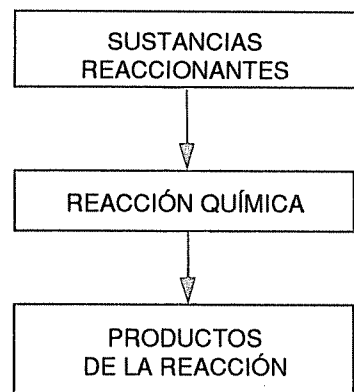 SUSTANCIAS
REACCIONANTES
REACCIÓN QUÍMICA
PRODUCTOS
DE LA REACCIÓN